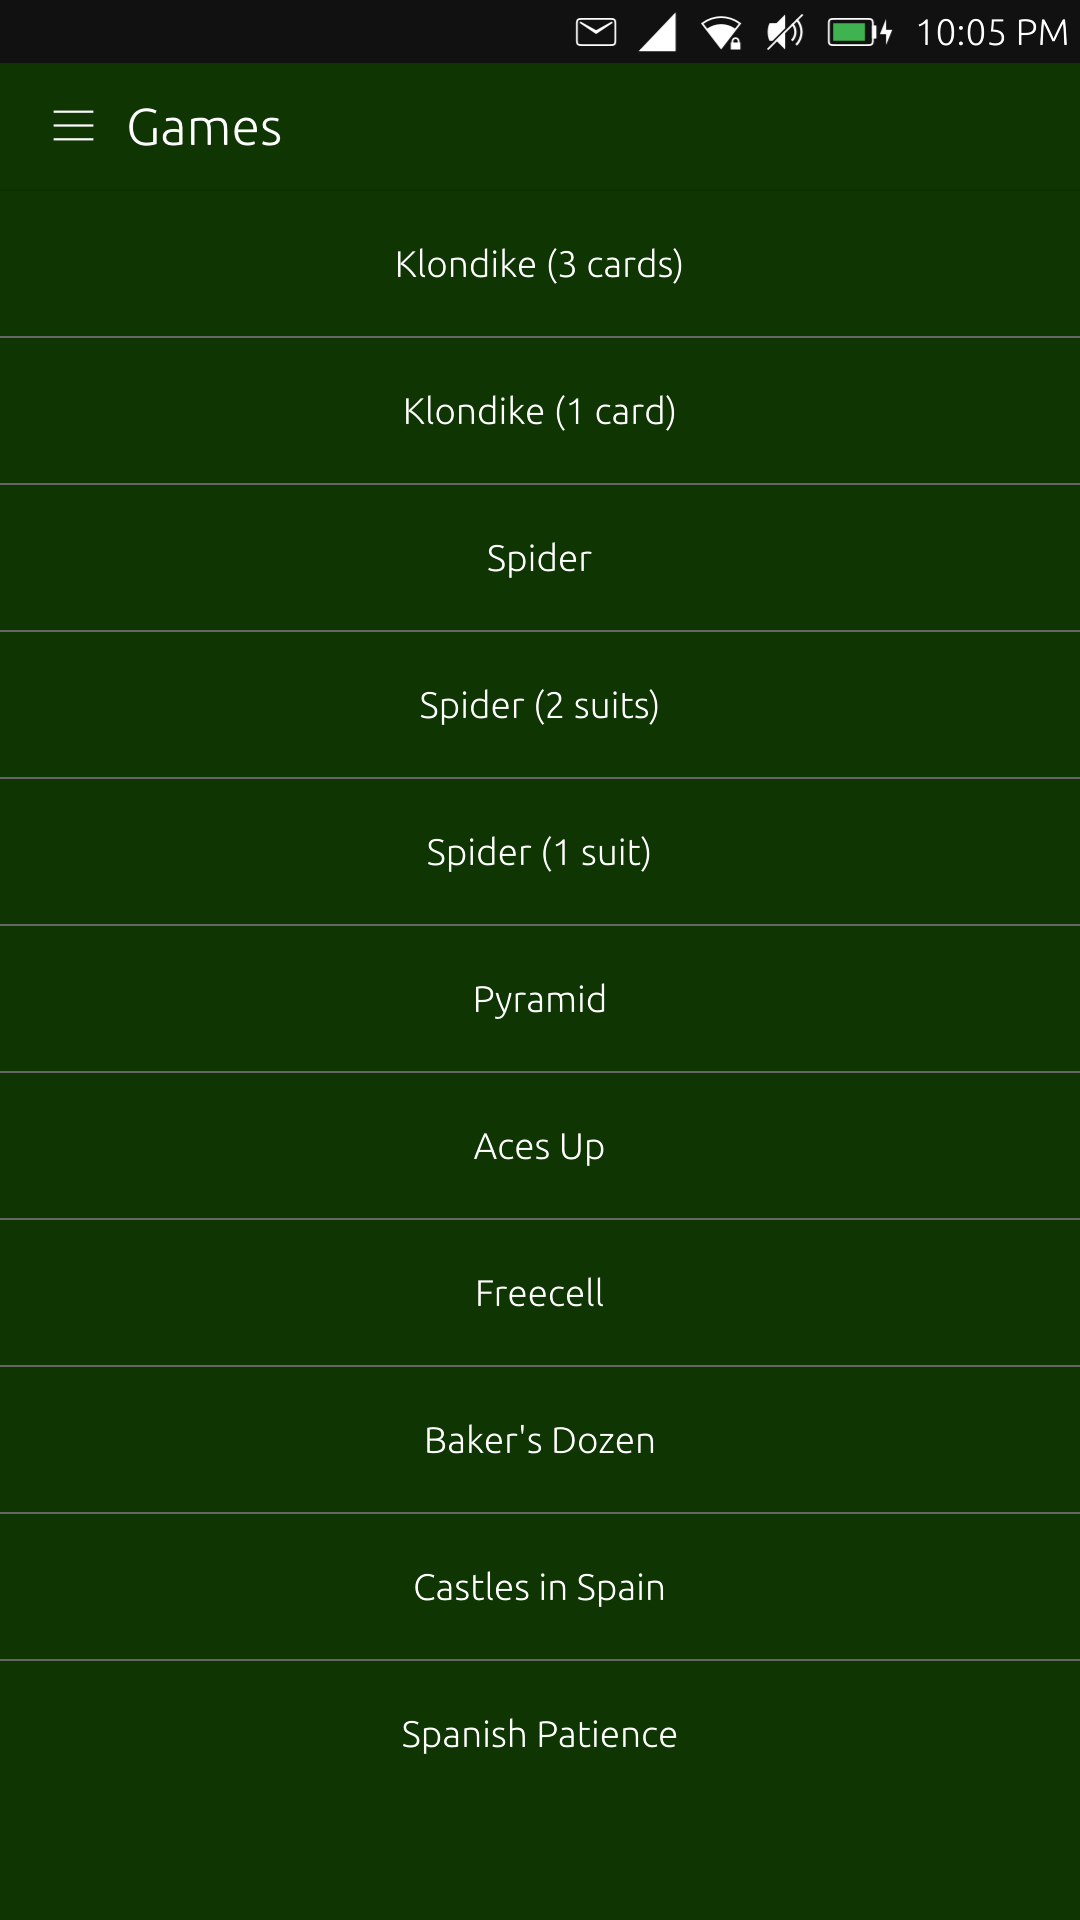 10:05 PM
Games
Klondike (3 cards)
Klondike (1 card)
Spider
Spider (2 suits)
Spider (1 suit)
Pyramid
Aces Up
Freecell
Baker's Dozen
Castles in Spain
Spanish Patience